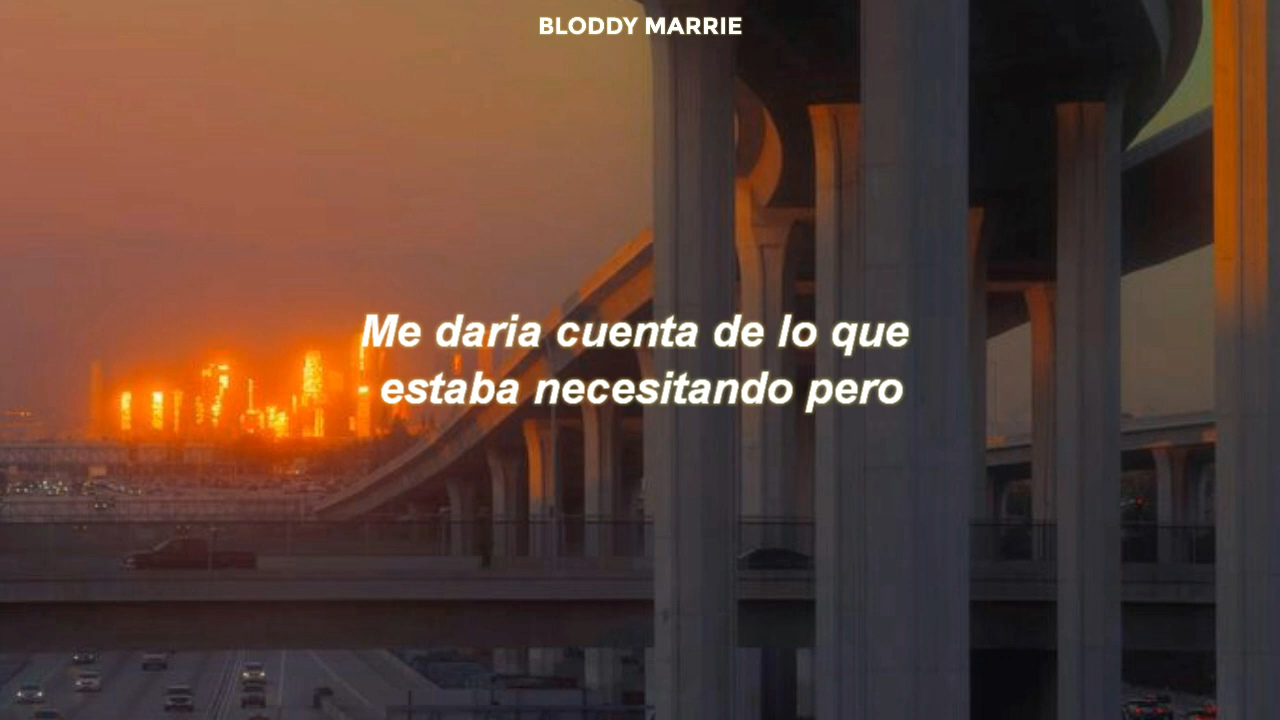 BLODDY MARRIE
Me daria cuenta de lo que
estaba necesitando pero